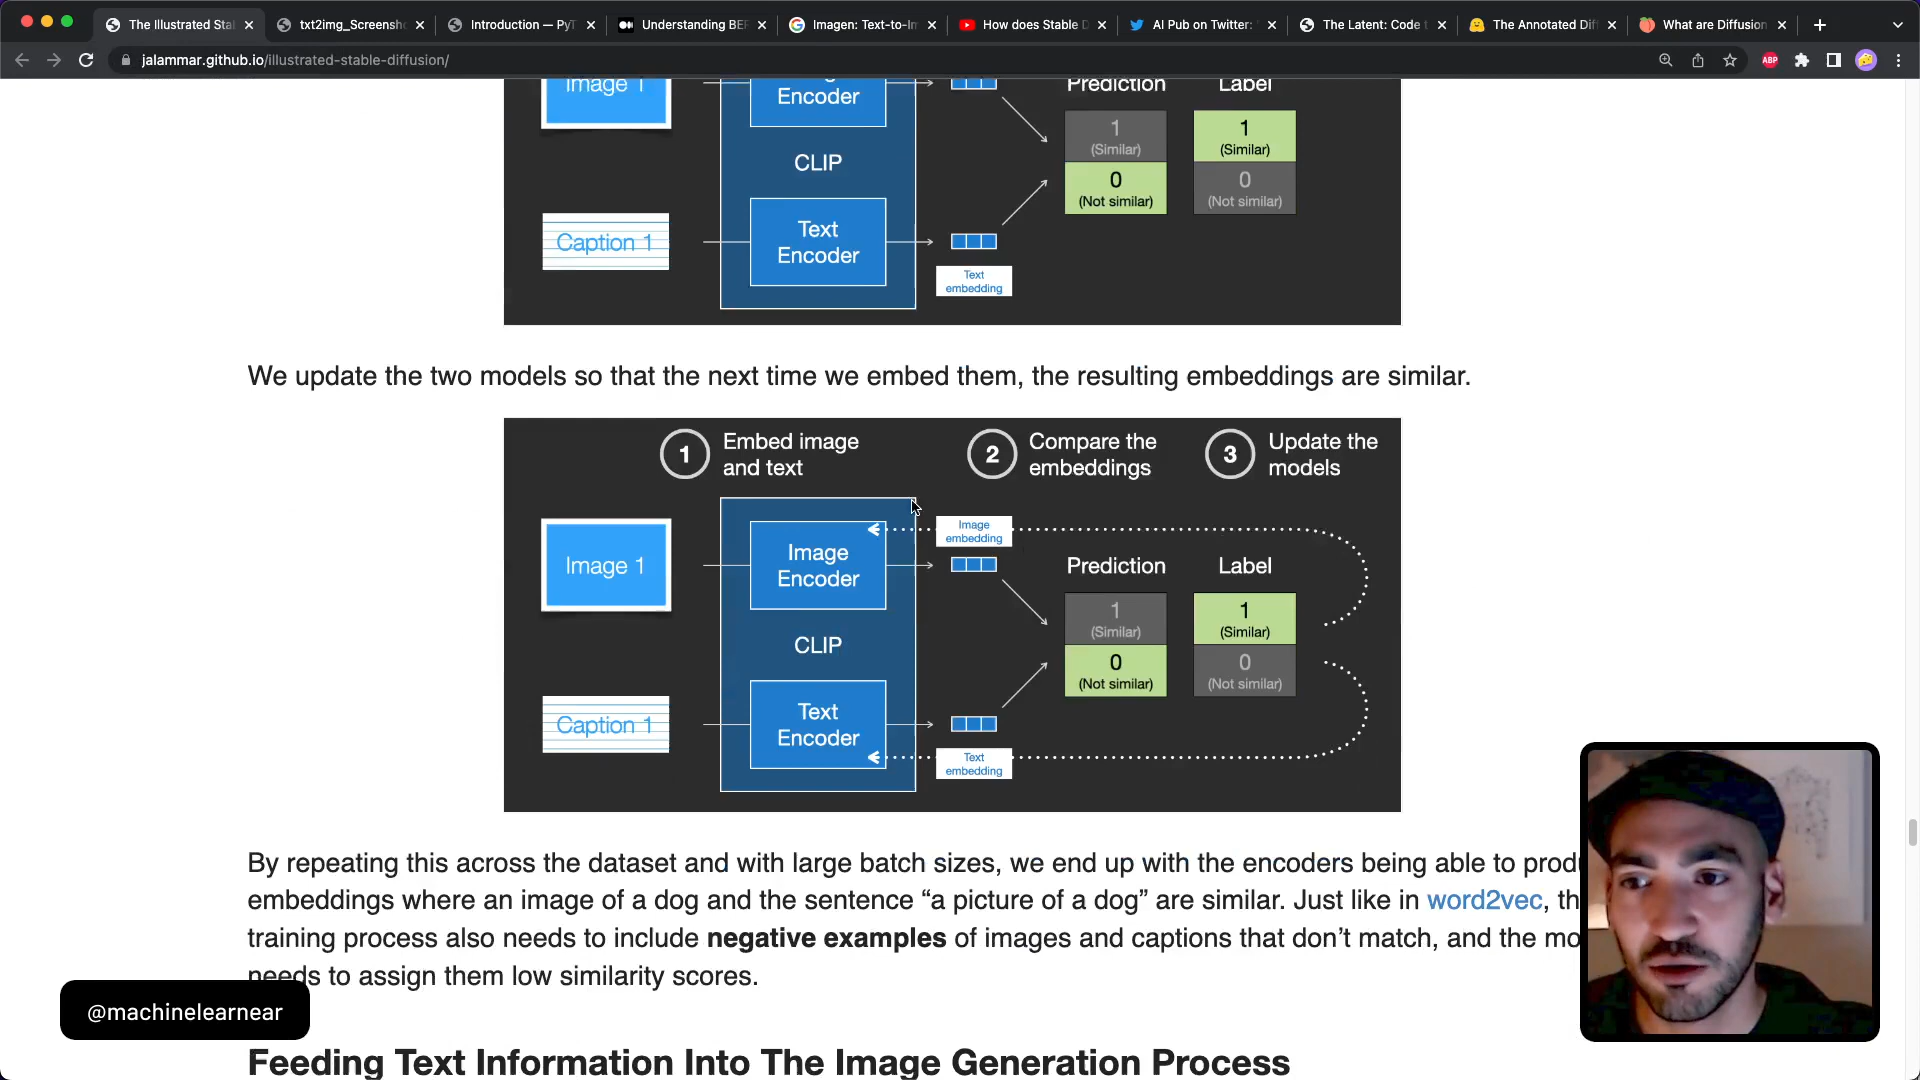 The Illustrated Sta
txt2img_Screensh
Introduction — PyT
Understanding BE
Imagen: Text-to-Im
How does Stable D
AI Pub on Twitter:
The Latent: Code t
The Annotated Dif
What are Diffusion
jalammar.github.io/illustrated-stable-diffusion/
ABP
Image 1
Encoder
Prediction
Label
1
(Similar)
1
(Similar)
CLIP
0
(Not similar)
0
(Not similar)
Caption 1
Text
Encoder
Text
embedding
We update the two models so that the next time we embed them, the resulting embeddings are similar.
1
Embed image
and text
2
Compare the
embeddings
3
Update the
models
Image
embedding
Image 1
Image
Encoder
Prediction
Label
1
(Similar)
1
(Similar)
CLIP
0
(Not similar)
0
(Not similar)
Caption 1
Text
Encoder
Text
embedding
By repeating this across the dataset and with large batch sizes, we end up with the encoders being able to produ
embeddings where an image of a dog and the sentence “a picture of a dog” are similar. Just like in word2vec, th
training process also needs to include negative examples of images and captions that don’t match, and the mo
needs to assign them low similarity scores.
@machinelearnear
Feeding Text Information Into The Image Generation Process